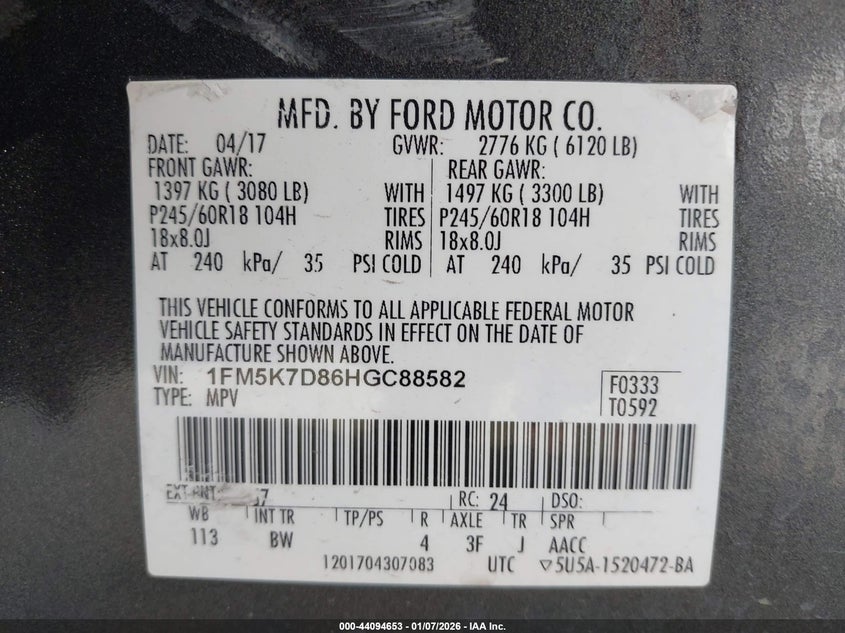 MFD. BY FORD MOTOR CO.
DATE: 04/17 GVWR: 2776 KG ( 6120 LB)
FRONT GAWR: REAR GAWR:
1397 KG ( 3080 LB) WITH 1497 KG ( 3300 LB) WITH
P245/60R18 104H TIRES P245/60R18 104H TIRES
18x8.0J RIMS 18x8.0J RIMS
AT 240 kPa/ 35 PSI COLD AT 240 kPa/ 35 PSI COLD
THIS VEHICLE CONFORMS TO ALL APPLICABLE FEDERAL MOTOR
VEHICLE SAFETY STANDARDS IN EFFECT ON THE DATE OF
MANUFACTURE SHOWN ABOVE.
VIN: 1FM5K7D86HGC88582 F0333
TYPE: MPV T0592
EXT PNT: RC: 24 DSO:
WB INT TR TP/PS R AXLE TR SPR
113 BW 4 3F J AACC
1201704307083 UTC ▽5U5A-1520472-BA
000-44094653 - 01/07/2026 - IAA Inc.